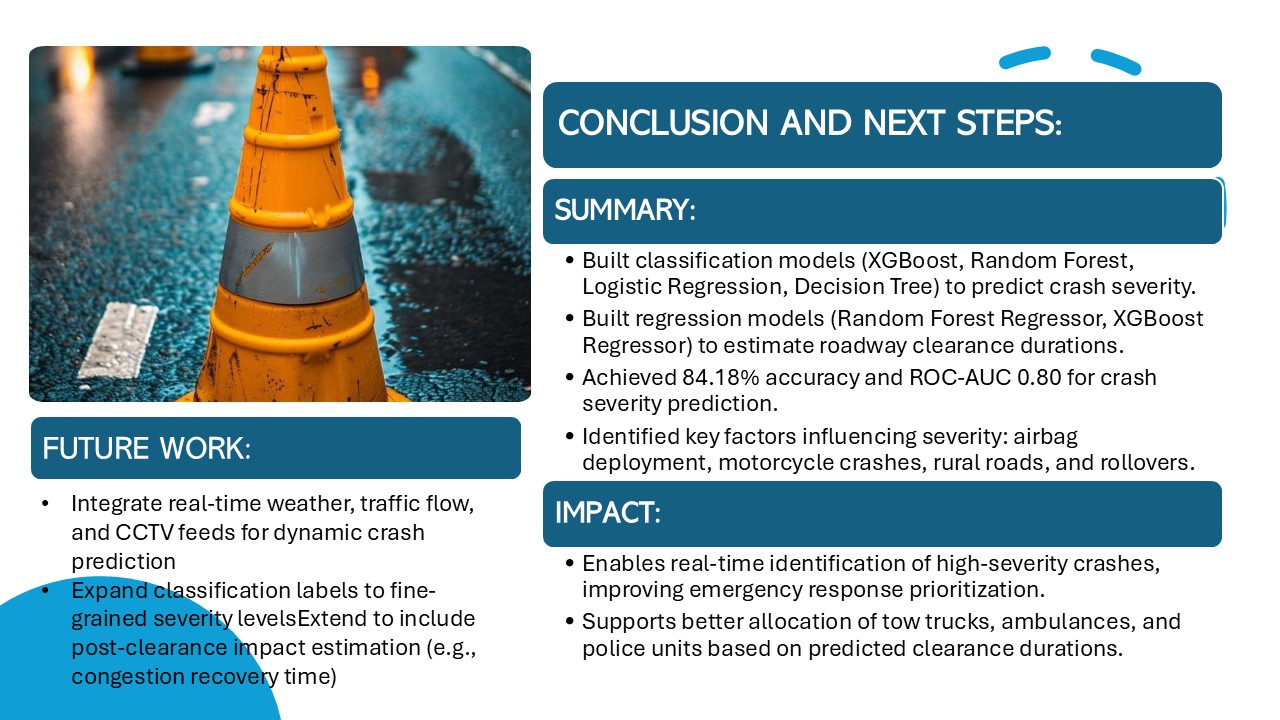 CONCLUSION AND NEXT STEPS:
SUMMARY:
• Built classification models (XGBoost, Random Forest,
Logistic Regression, Decision Tree) to predict crash severity.
• Built regression models (Random Forest Regressor, XGBoost
Regressor) to estimate roadway clearance durations.
• Achieved 84.18% accuracy and ROC-AUC 0.80 for crash
severity prediction.
• Identified key factors influencing severity: airbag
deployment, motorcycle crashes, rural roads, and rollovers.
IMPACT:
• Enables real-time identification of high-severity crashes,
improving emergency response prioritization.
• Supports better allocation of tow trucks, ambulances, and
police units based on predicted clearance durations.
FUTURE WORK:
• Integrate real-time weather, traffic flow,
and CCTV feeds for dynamic crash
prediction
• Expand classification labels to fine-
grained severity levelsExtend to include
post-clearance impact estimation (e.g.,
congestion recovery time)